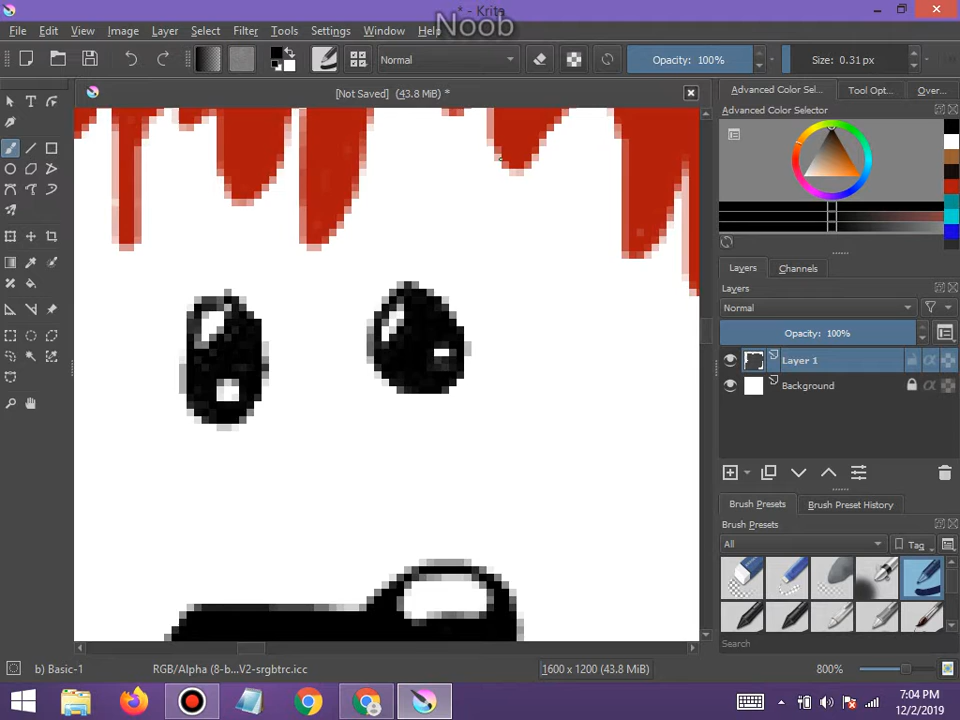 * - Krita
Noob
File Edit View Image Layer Select Filter Tools Settings Window Help
Normal Opacity: 100% Size: 0.31 px
[Not Saved] (43.8 MiB) *
Advanced Color Sel... Tool Opt... Over...
Advanced Color Selector
Layers Channels
Layers
Normal
Opacity: 100%
Layer 1
Background
Brush Presets Brush Preset History
Brush Presets
All Tag
Search
b) Basic-1 RGB/Alpha (8-b...V2-srgbtrc.icc 1600 x 1200 (43.8 MiB) 800%
7:04 PM
12/2/2019